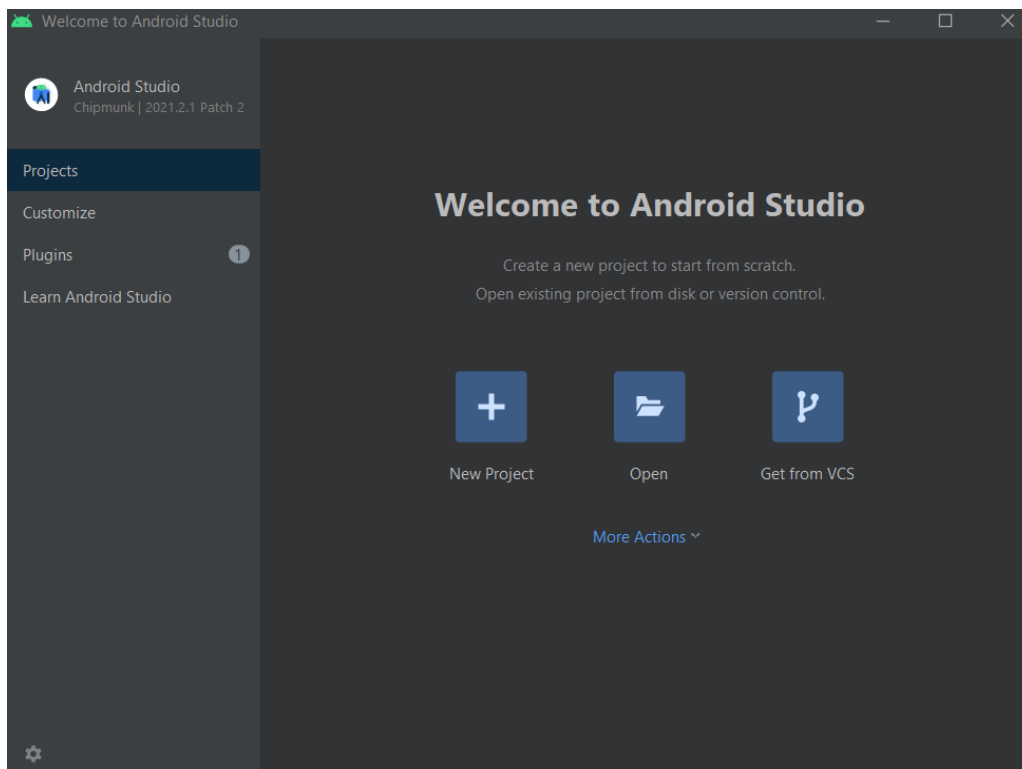 Welcome to Android Studio
Android Studio
Chipmunk | 2021.2.1 Patch 2
Projects
Customize
Plugins 1
Learn Android Studio
Welcome to Android Studio
Create a new project to start from scratch.
Open existing project from disk or version control.
New Project Open Get from VCS
More Actions